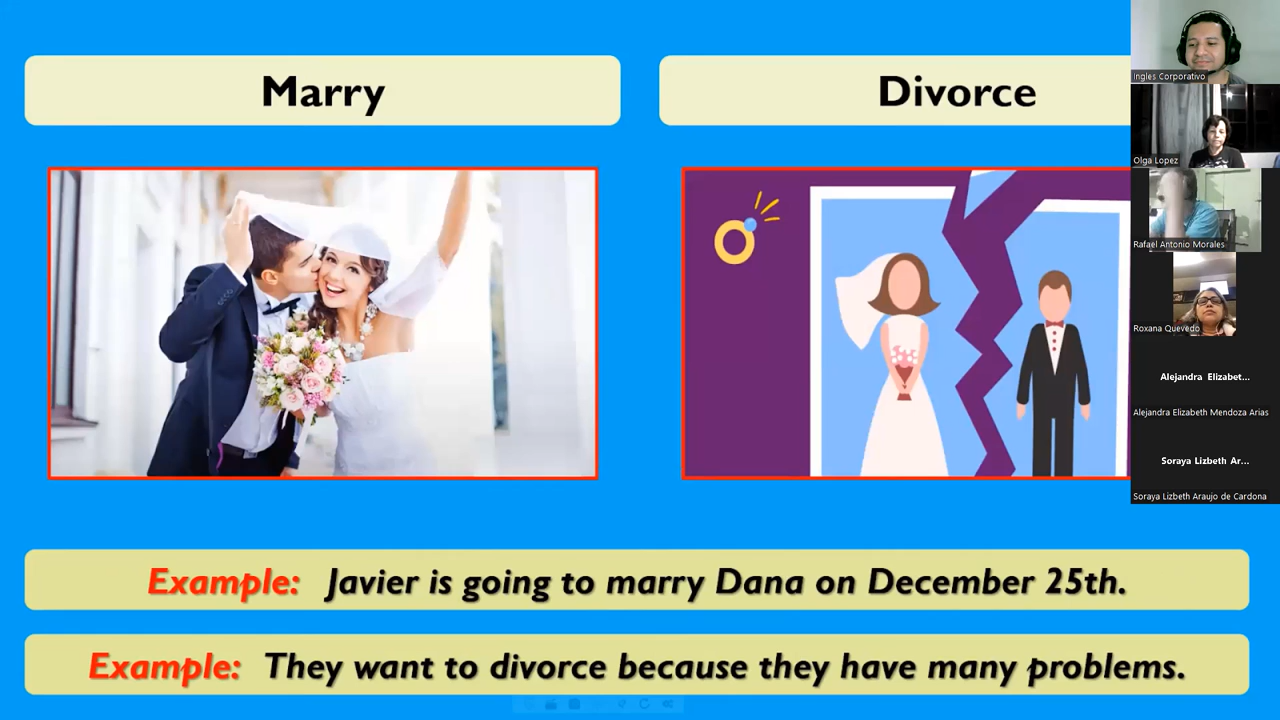 Marry
Divorce
Example: Javier is going to marry Dana on December 25th.
Example: They want to divorce because they have many problems.
Ingles Corporativo
Olga Lopez
Rafael Antonio Morales
Roxana Quevedo
Alejandra Elizabet...
Alejandra Elizabeth Mendoza Arias
Soraya Lizbeth Ar...
Soraya Lizbeth Araujo de Cardona